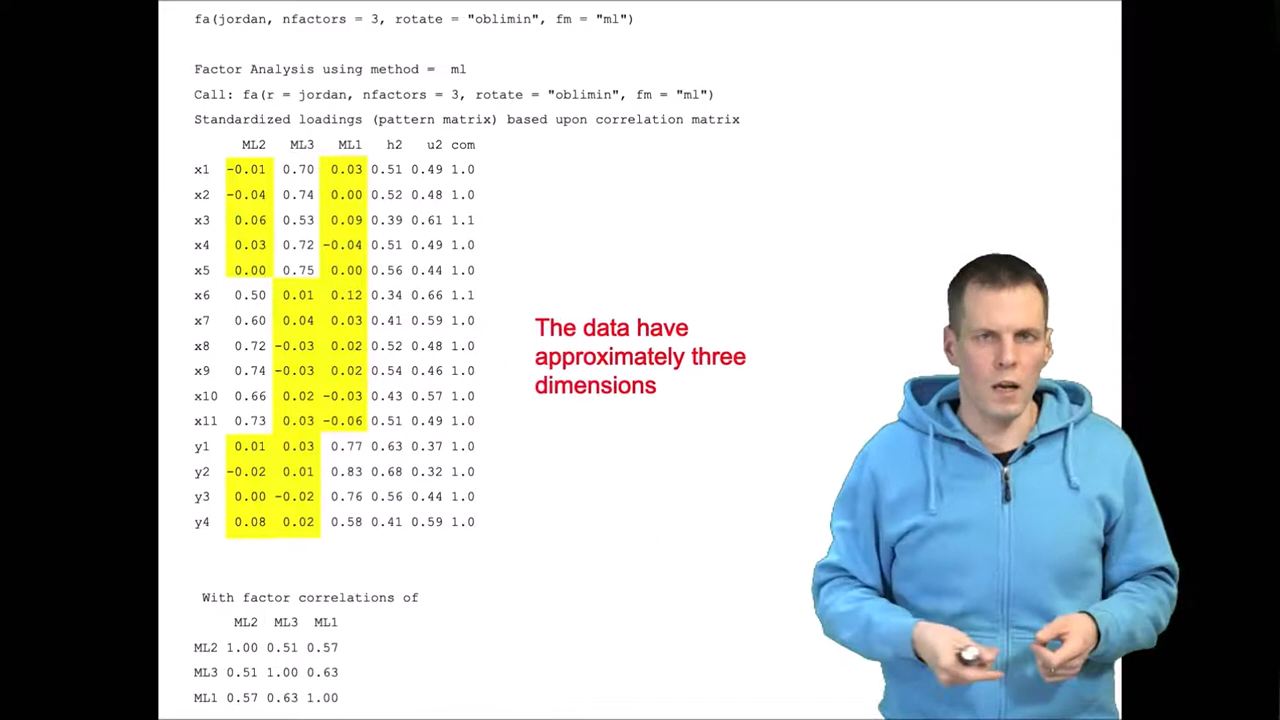 fa(jordan, nfactors = 3, rotate = "oblimin", fm = "ml")
Factor Analysis using method =  ml
Call: fa(r = jordan, nfactors = 3, rotate = "oblimin", fm = "ml")
Standardized loadings (pattern matrix) based upon correlation matrix
ML2 ML3 ML1 h2 u2 com
x1 -0.01 0.70 0.03 0.51 0.49 1.0
x2 -0.04 0.74 0.00 0.52 0.48 1.0
x3 0.06 0.53 0.09 0.39 0.61 1.1
x4 0.03 0.72 -0.04 0.51 0.49 1.0
x5 0.00 0.75 0.00 0.56 0.44 1.0
x6 0.50 0.01 0.12 0.34 0.66 1.1
x7 0.60 0.04 0.03 0.41 0.59 1.0
x8 0.72 -0.03 0.02 0.52 0.48 1.0
x9 0.74 -0.03 0.02 0.54 0.46 1.0
x10 0.66 0.02 -0.03 0.43 0.57 1.0
x11 0.73 0.03 -0.06 0.51 0.49 1.0
y1 0.01 0.03 0.77 0.63 0.37 1.0
y2 -0.02 0.01 0.83 0.68 0.32 1.0
y3 0.00 -0.02 0.76 0.56 0.44 1.0
y4 0.08 0.02 0.58 0.41 0.59 1.0
The data have
approximately three
dimensions
With factor correlations of
ML2 ML3 ML1
ML2 1.00 0.51 0.57
ML3 0.51 1.00 0.63
ML1 0.57 0.63 1.00